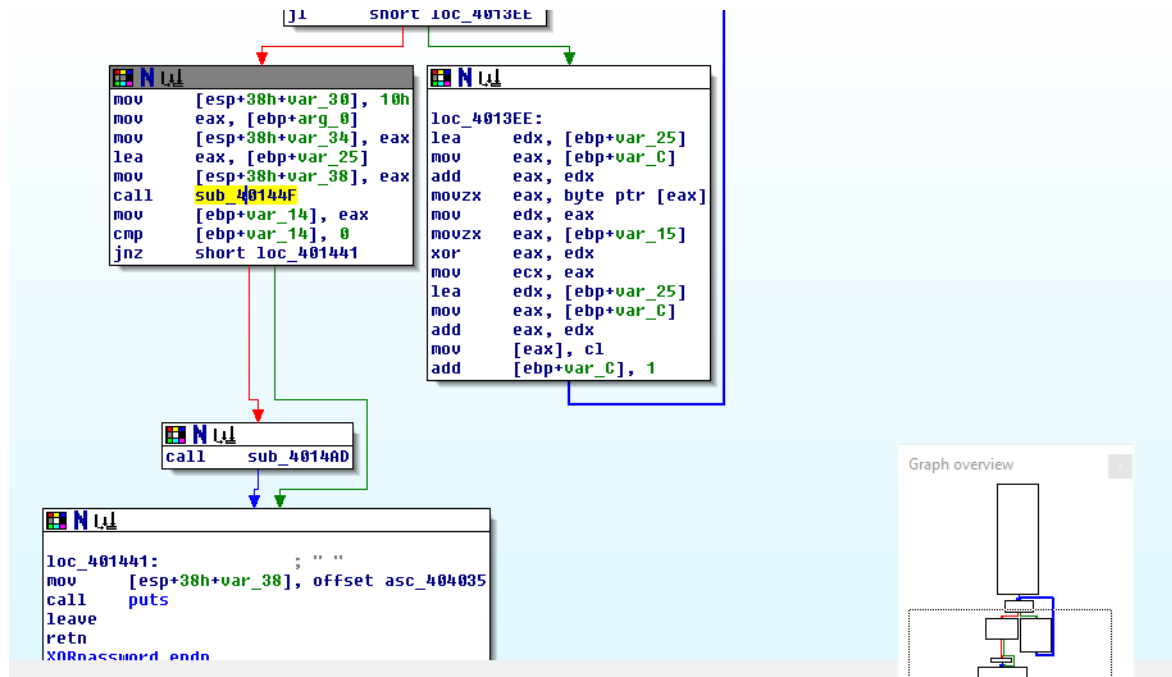 jl short loc_4013EE
mov [esp+38h+var_30], 10h
mov eax, [ebp+arg_0]
mov [esp+38h+var_34], eax
lea eax, [ebp+var_25]
mov [esp+38h+var_38], eax
call sub_40144F
mov [ebp+var_14], eax
cmp [ebp+var_14], 0
jnz short loc_401441
loc_4013EE:
lea edx, [ebp+var_25]
mov eax, [ebp+var_C]
add eax, edx
movzx eax, byte ptr [eax]
mov edx, eax
movzx eax, [ebp+var_15]
xor eax, edx
mov ecx, eax
lea edx, [ebp+var_25]
mov eax, [ebp+var_C]
add eax, edx
mov [eax], cl
add [ebp+var_C], 1
call sub_4014AD
loc_401441: ; " "
mov [esp+38h+var_38], offset asc_404035
call puts
leave
retn
XORpassword endp
Graph overview